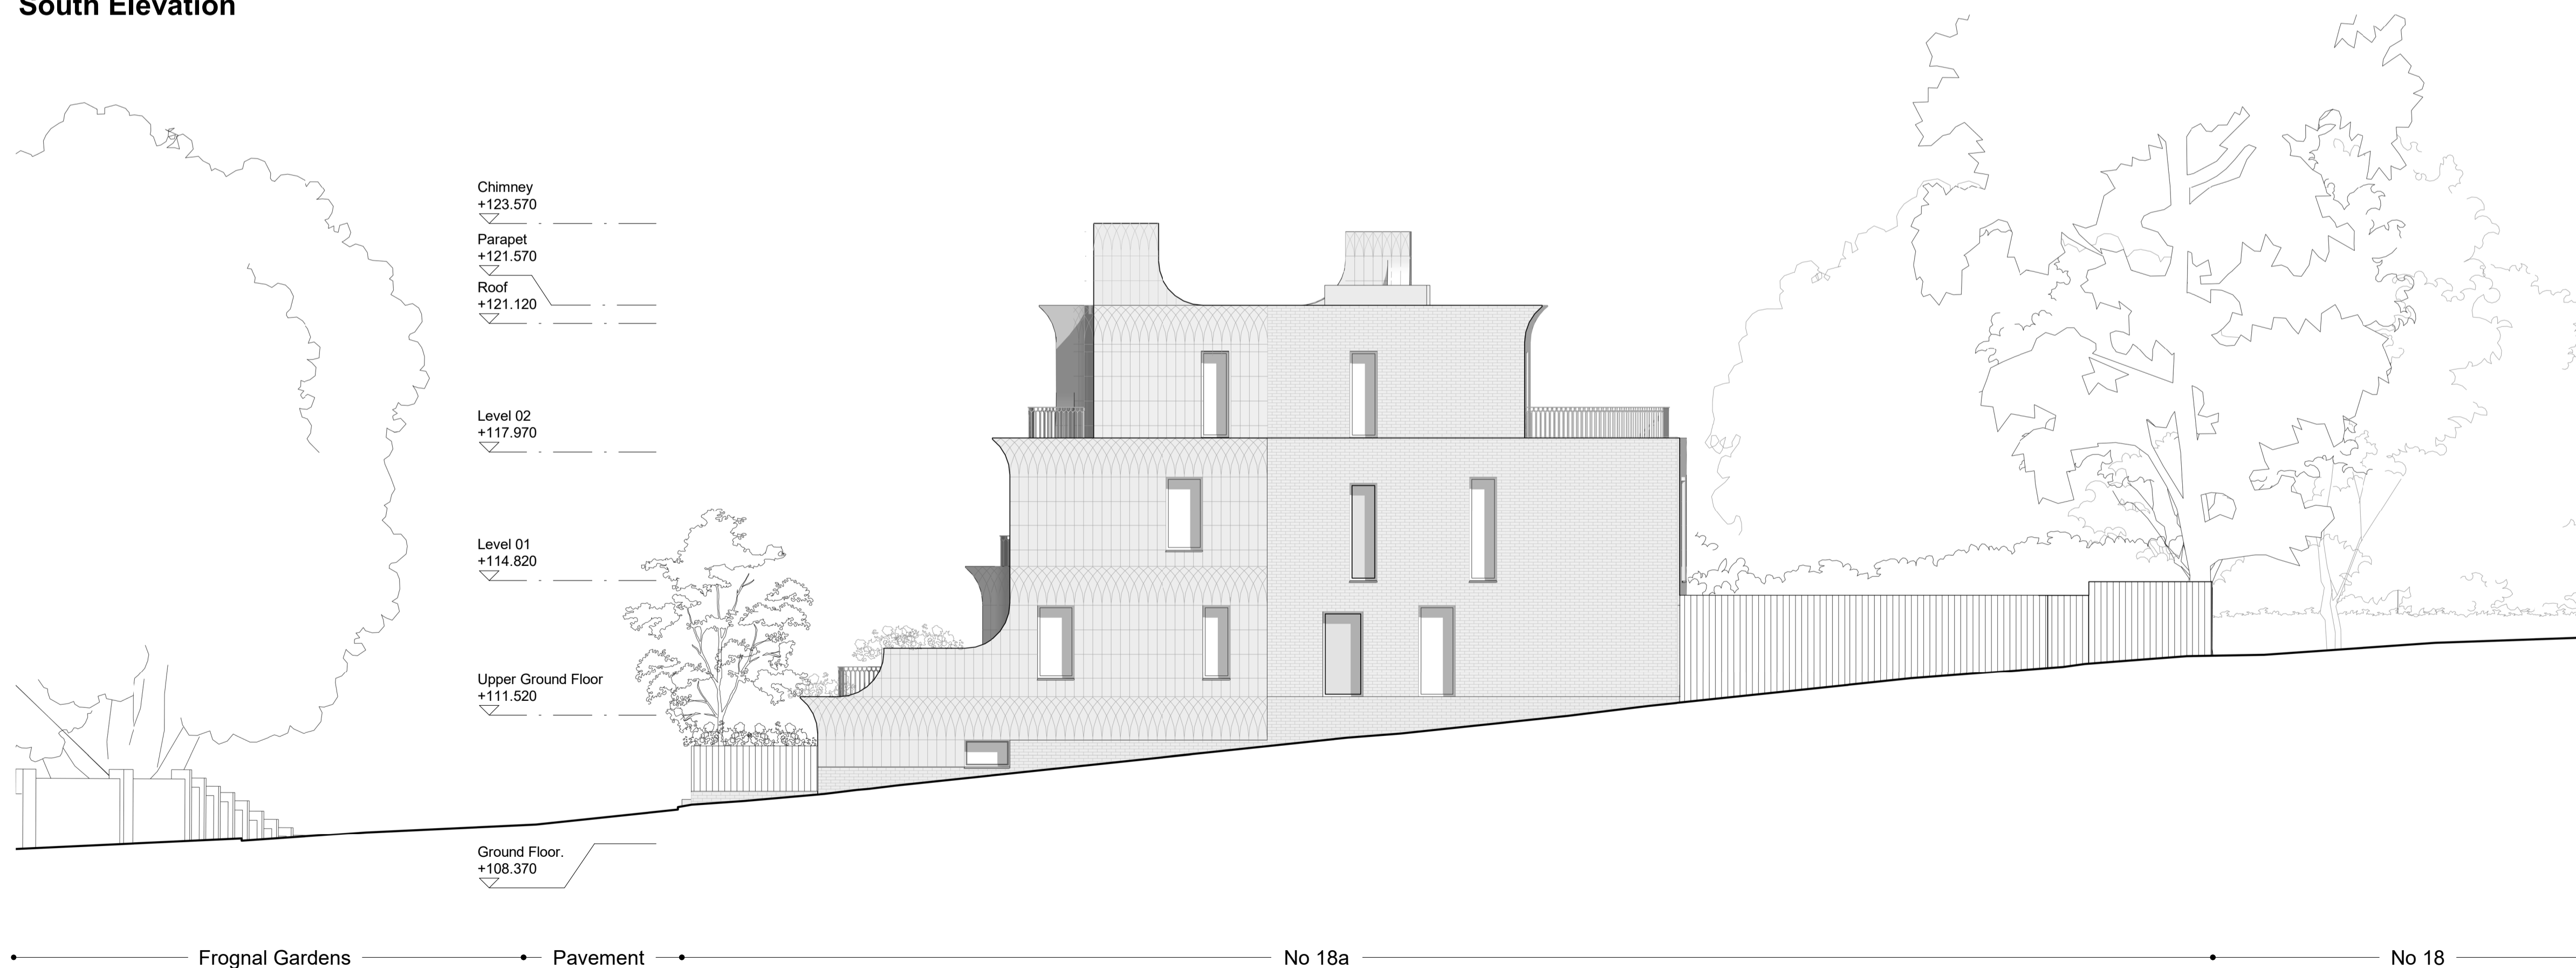 South Elevation
Chimney
+123.570
Parapet
+121.570
Roof
+121.120
Level 02
+117.970
Level 01
+114.820
Upper Ground Floor
+111.520
Ground Floor.
+108.370
Frognal Gardens
Pavement
No 18a
No 18